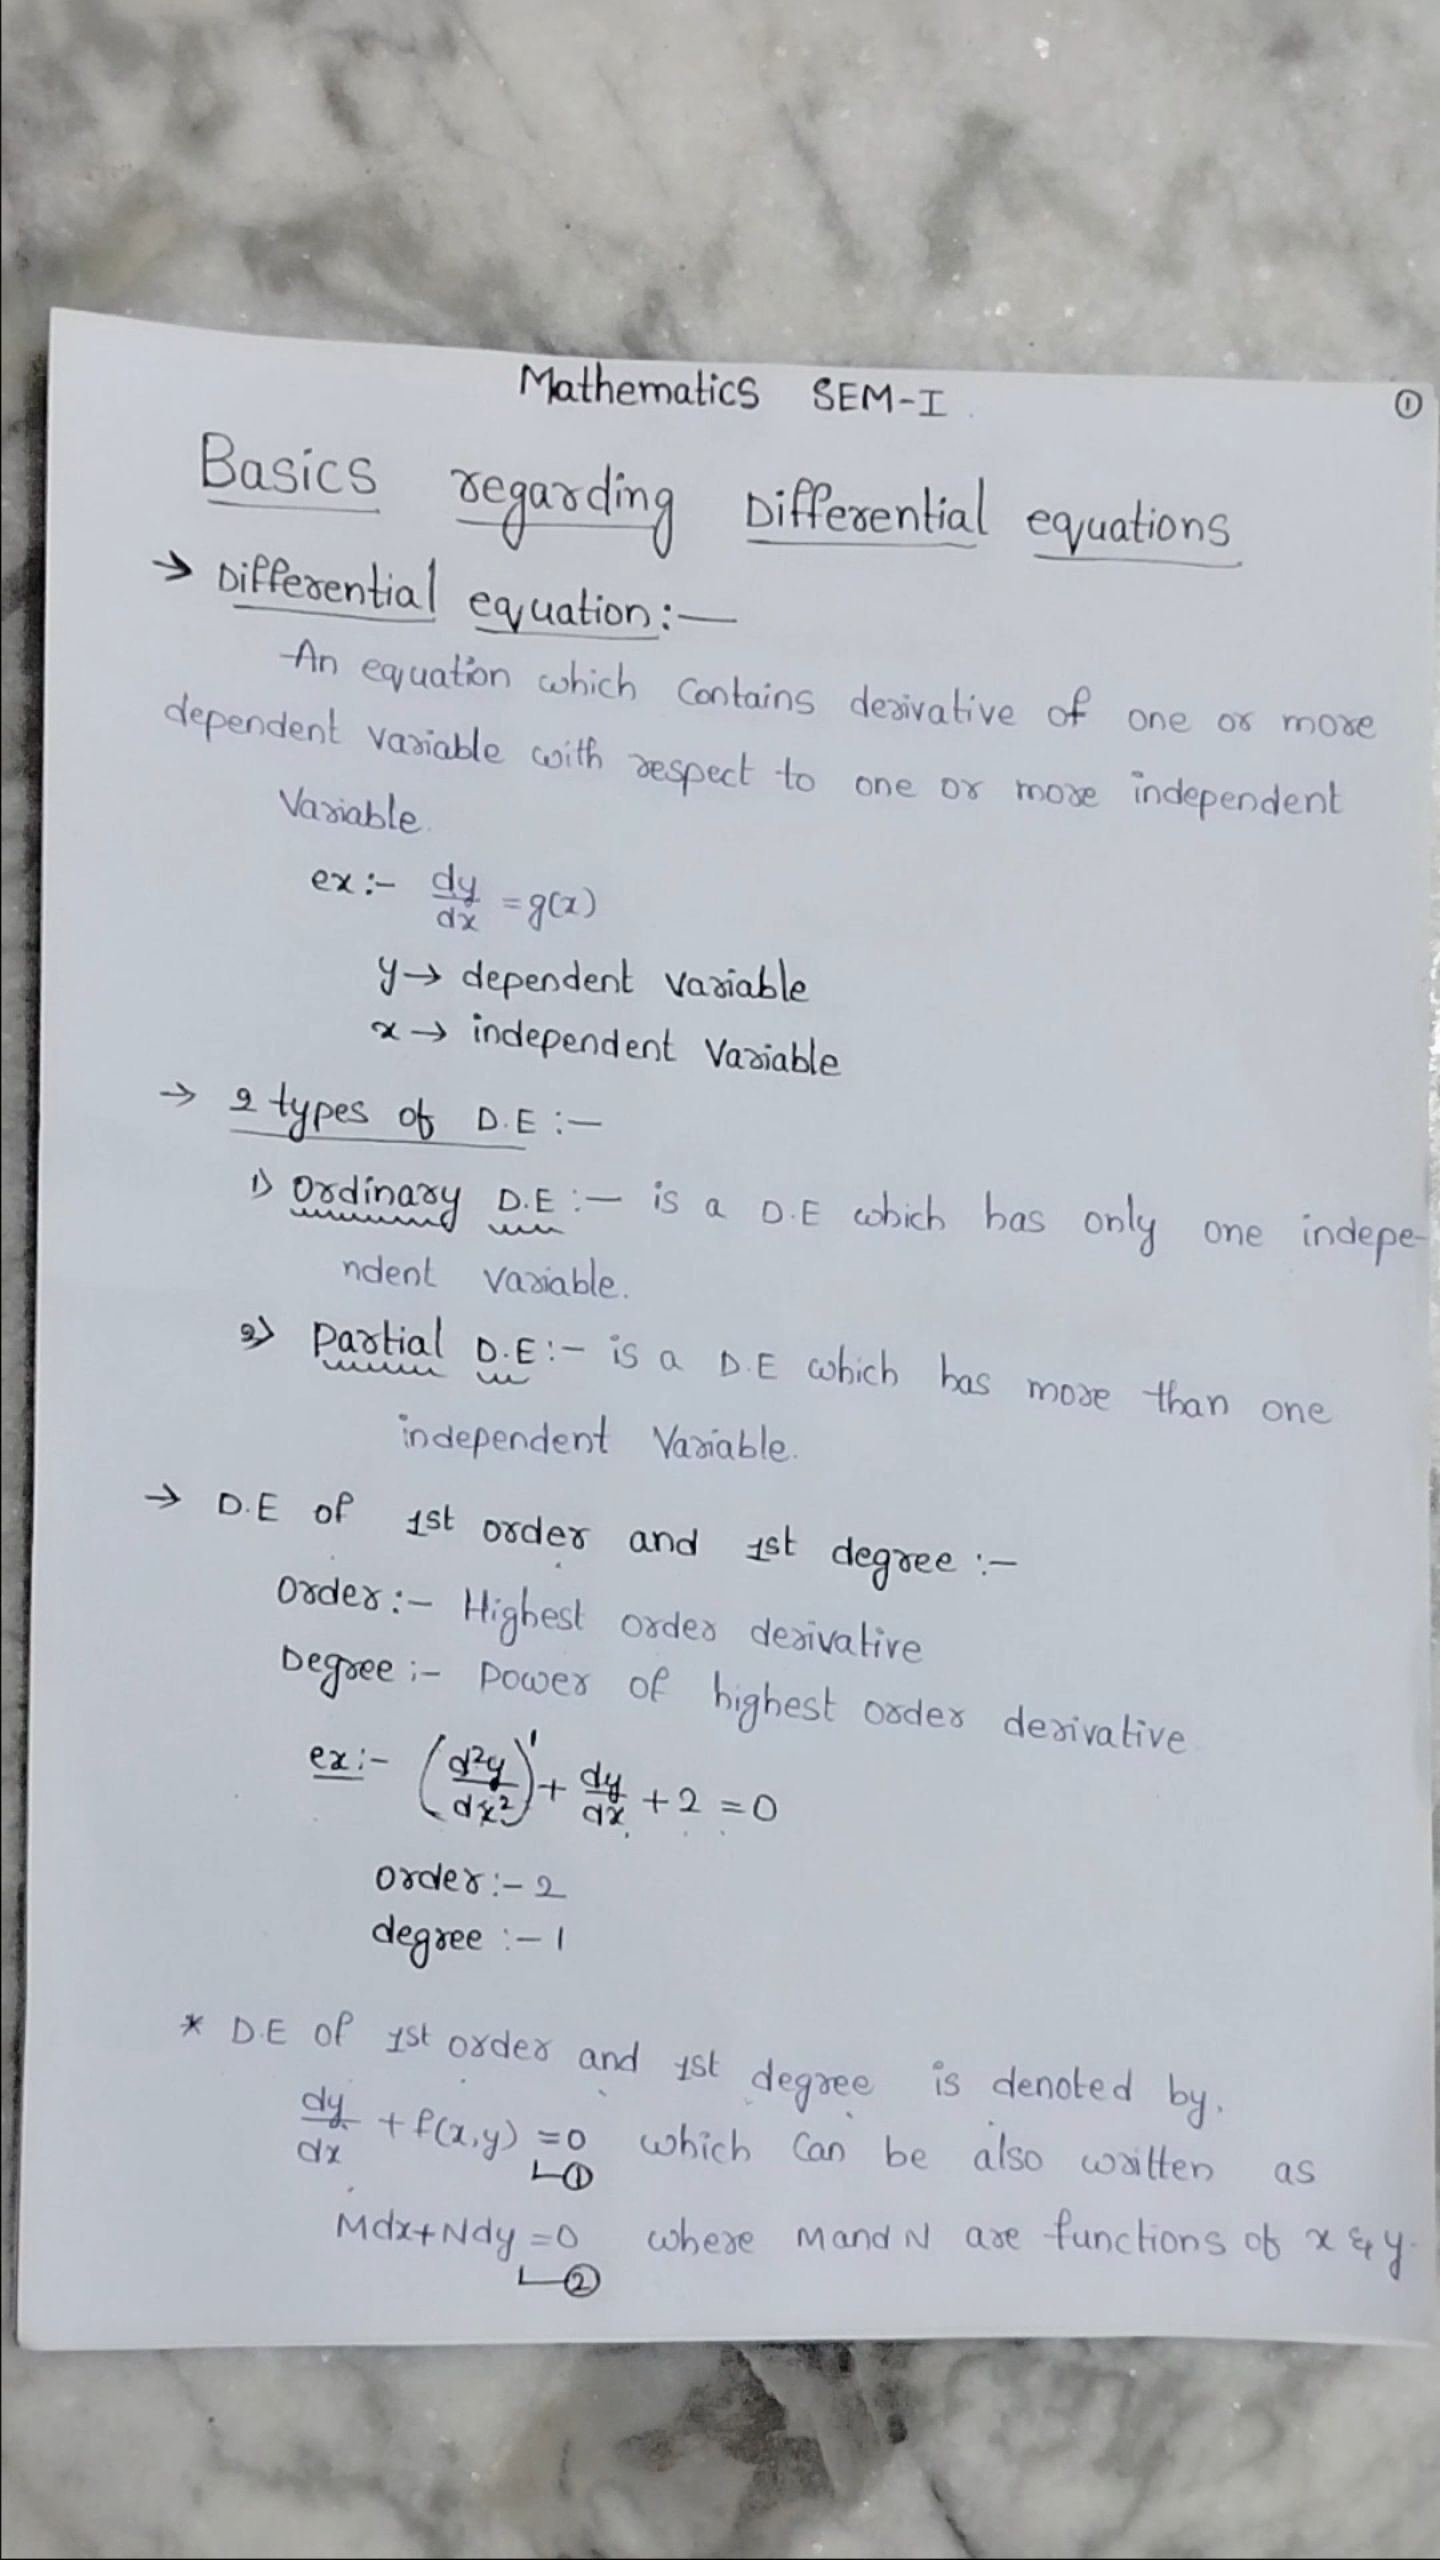 Mathematics SEM-I
①
Basics regarding Differential equations
→ Differential equation:—
An equation which contains derivative of one or more
dependent variable with respect to one or more independent
Variable.
ex:- dy/dx = g(x)
y → dependent variable
x → independent Variable
→ 2 types of D.E :—
1) Ordinary D.E :— is a D.E which has only one indepe-
ndent variable.
2) Partial D.E:- is a D.E which has more than one
independent Variable.
→ D.E of 1st order and 1st degree :—
Order:- Highest order derivative
Degree:- Power of highest order derivative
ex:- (d²y/dx²)¹ + dy/dx + 2 = 0
order:- 2
degree :- 1
* D.E of 1st order and 1st degree is denoted by,
dy/dx + f(x,y) = 0 which can be also written as
①
Mdx+Ndy = 0 where M and N are functions of x & y.
②